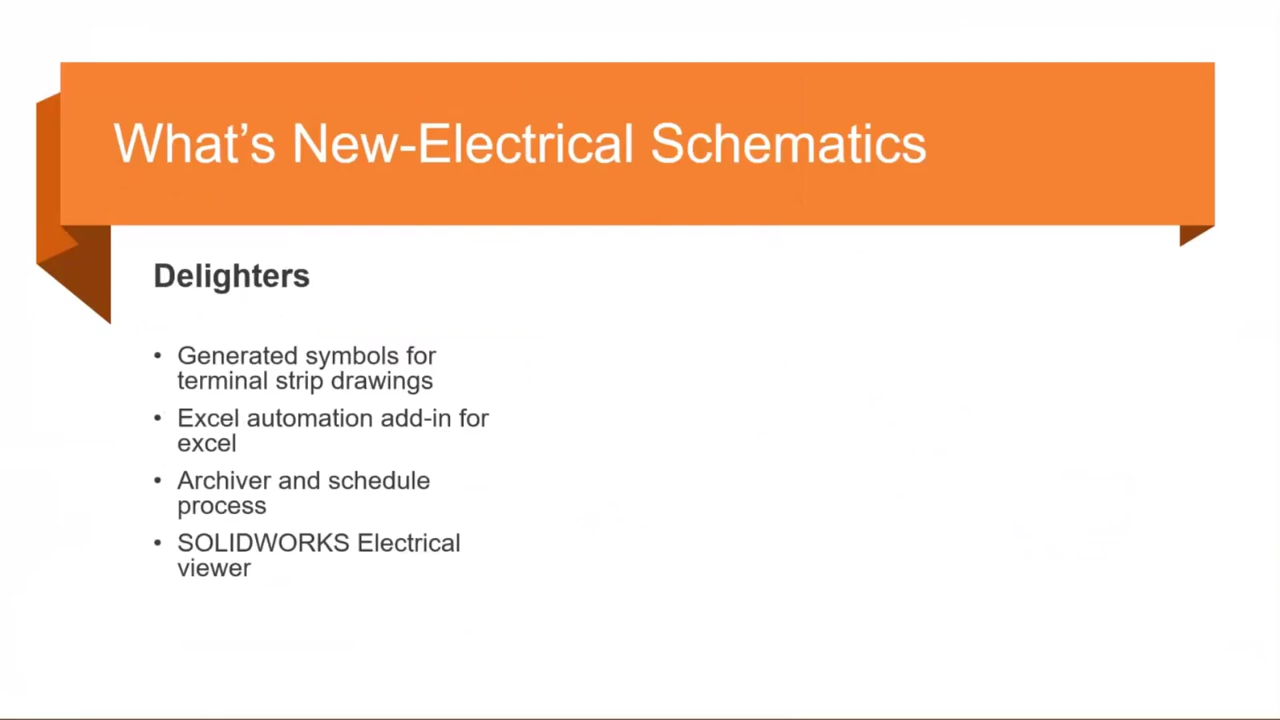 What’s New-Electrical Schematics
Delighters
• Generated symbols for
terminal strip drawings
• Excel automation add-in for
excel
• Archiver and schedule
process
• SOLIDWORKS Electrical
viewer